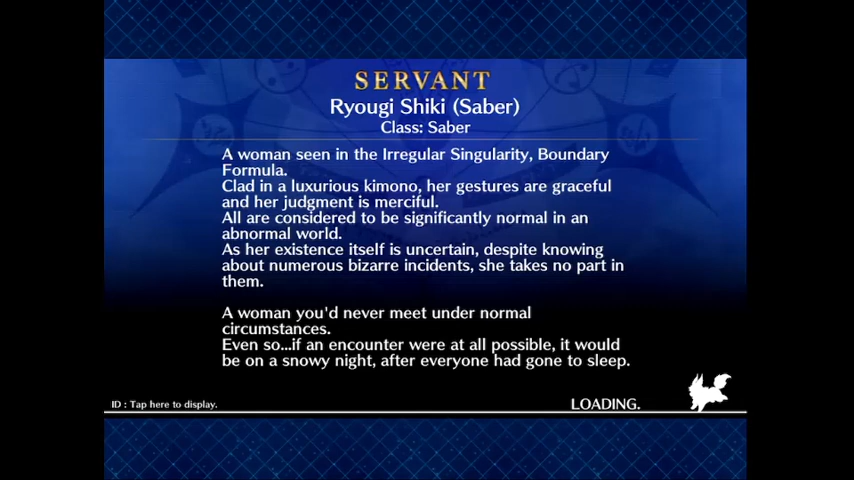 SERVANT
Ryougi Shiki (Saber)
Class: Saber
A woman seen in the Irregular Singularity, Boundary
Formula.
Clad in a luxurious kimono, her gestures are graceful
and her judgment is merciful.
All are considered to be significantly normal in an
abnormal world.
As her existence itself is uncertain, despite knowing
about numerous bizarre incidents, she takes no part in
them.
A woman you'd never meet under normal
circumstances.
Even so...if an encounter were at all possible, it would
be on a snowy night, after everyone had gone to sleep.
ID : Tap here to display.
LOADING.